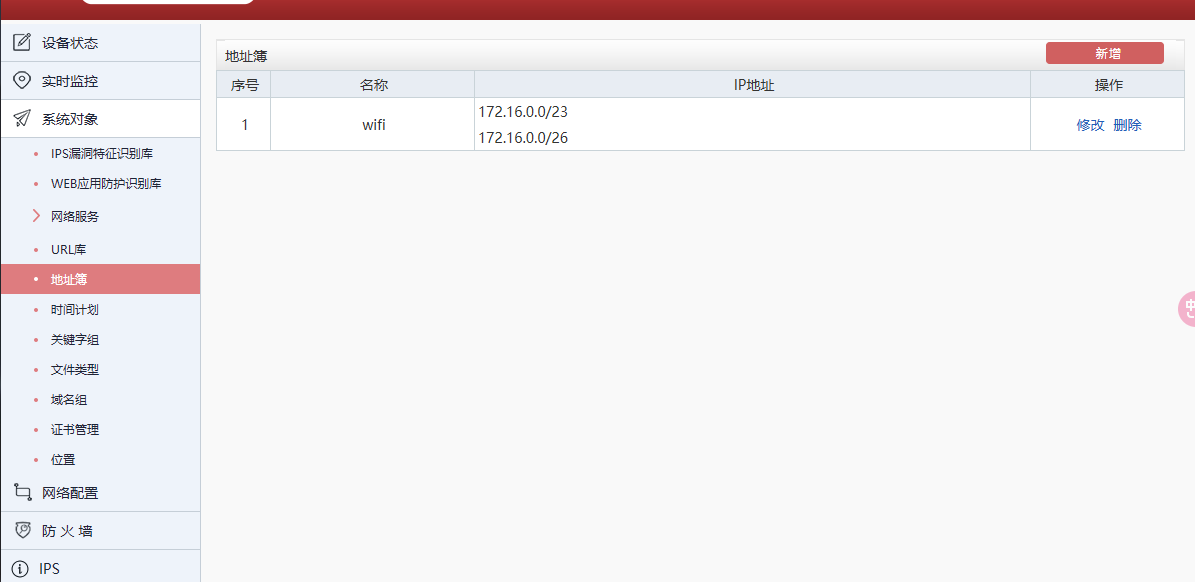 设备状态
实时监控
系统对象
IPS漏洞特征识别库
WEB应用防护识别库
网络服务
URL库
地址簿
时间计划
关键字组
文件类型
域名组
证书管理
位置
网络配置
防 火 墙
IPS
地址簿
新增
序号 名称 IP地址 操作
1 wifi 172.16.0.0/23 修改 删除
172.16.0.0/26